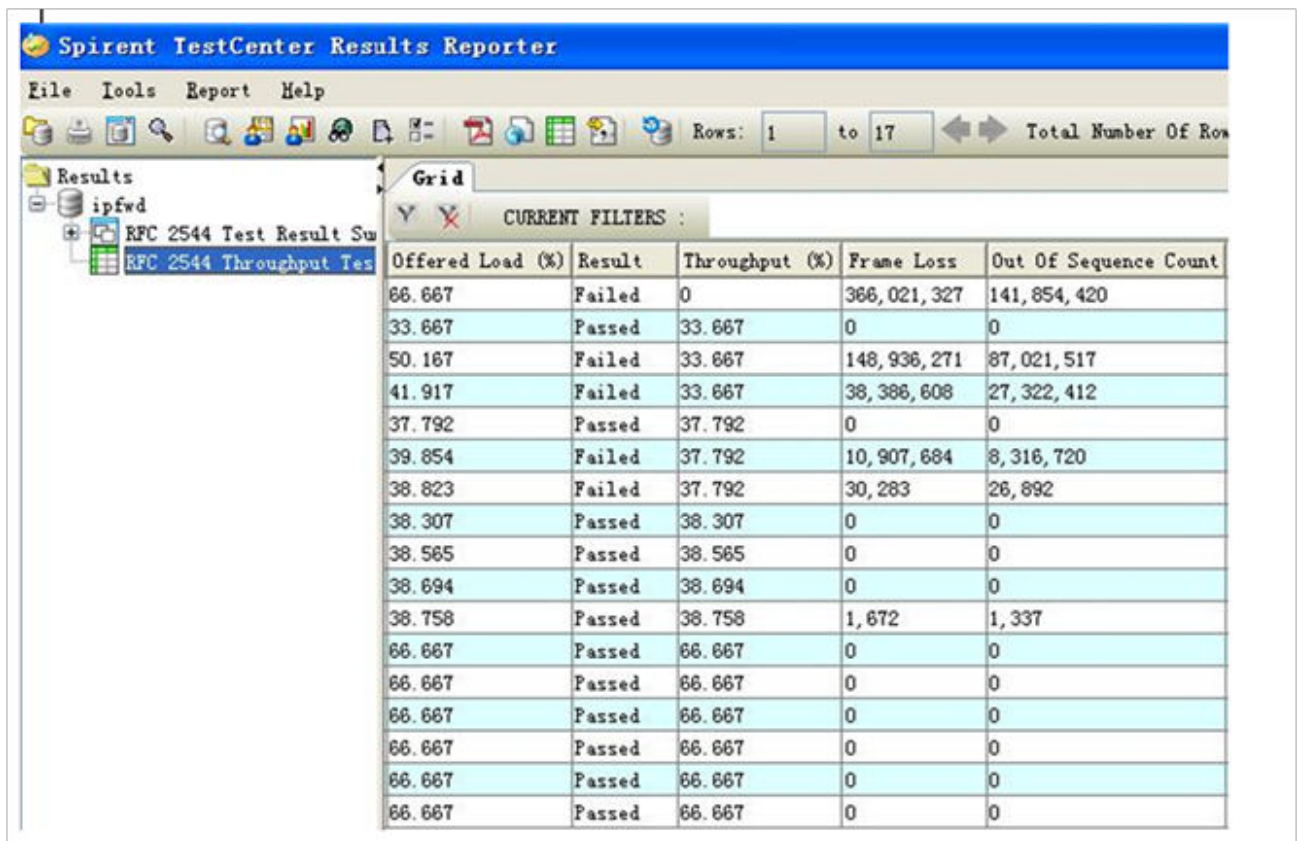 Spirent TestCenter Results Reporter
File Tools Report Help
Rows: 1 to 17 Total Number Of Row
Results
ipfwd
RFC 2544 Test Result Su
RFC 2544 Throughput Tes
Grid
CURRENT FILTERS :
Offered Load (%) Result Throughput (%) Frame Loss Out Of Sequence Count
66.667 Failed 0 366,021,327 141,854,420
33.667 Passed 33.667 0 0
50.167 Failed 33.667 148,936,271 87,021,517
41.917 Failed 33.667 38,386,608 27,322,412
37.792 Passed 37.792 0 0
39.854 Failed 37.792 10,907,684 8,316,720
38.823 Failed 37.792 30,283 26,892
38.307 Passed 38.307 0 0
38.565 Passed 38.565 0 0
38.694 Passed 38.694 0 0
38.758 Passed 38.758 1,672 1,337
66.667 Passed 66.667 0 0
66.667 Passed 66.667 0 0
66.667 Passed 66.667 0 0
66.667 Passed 66.667 0 0
66.667 Passed 66.667 0 0
66.667 Passed 66.667 0 0